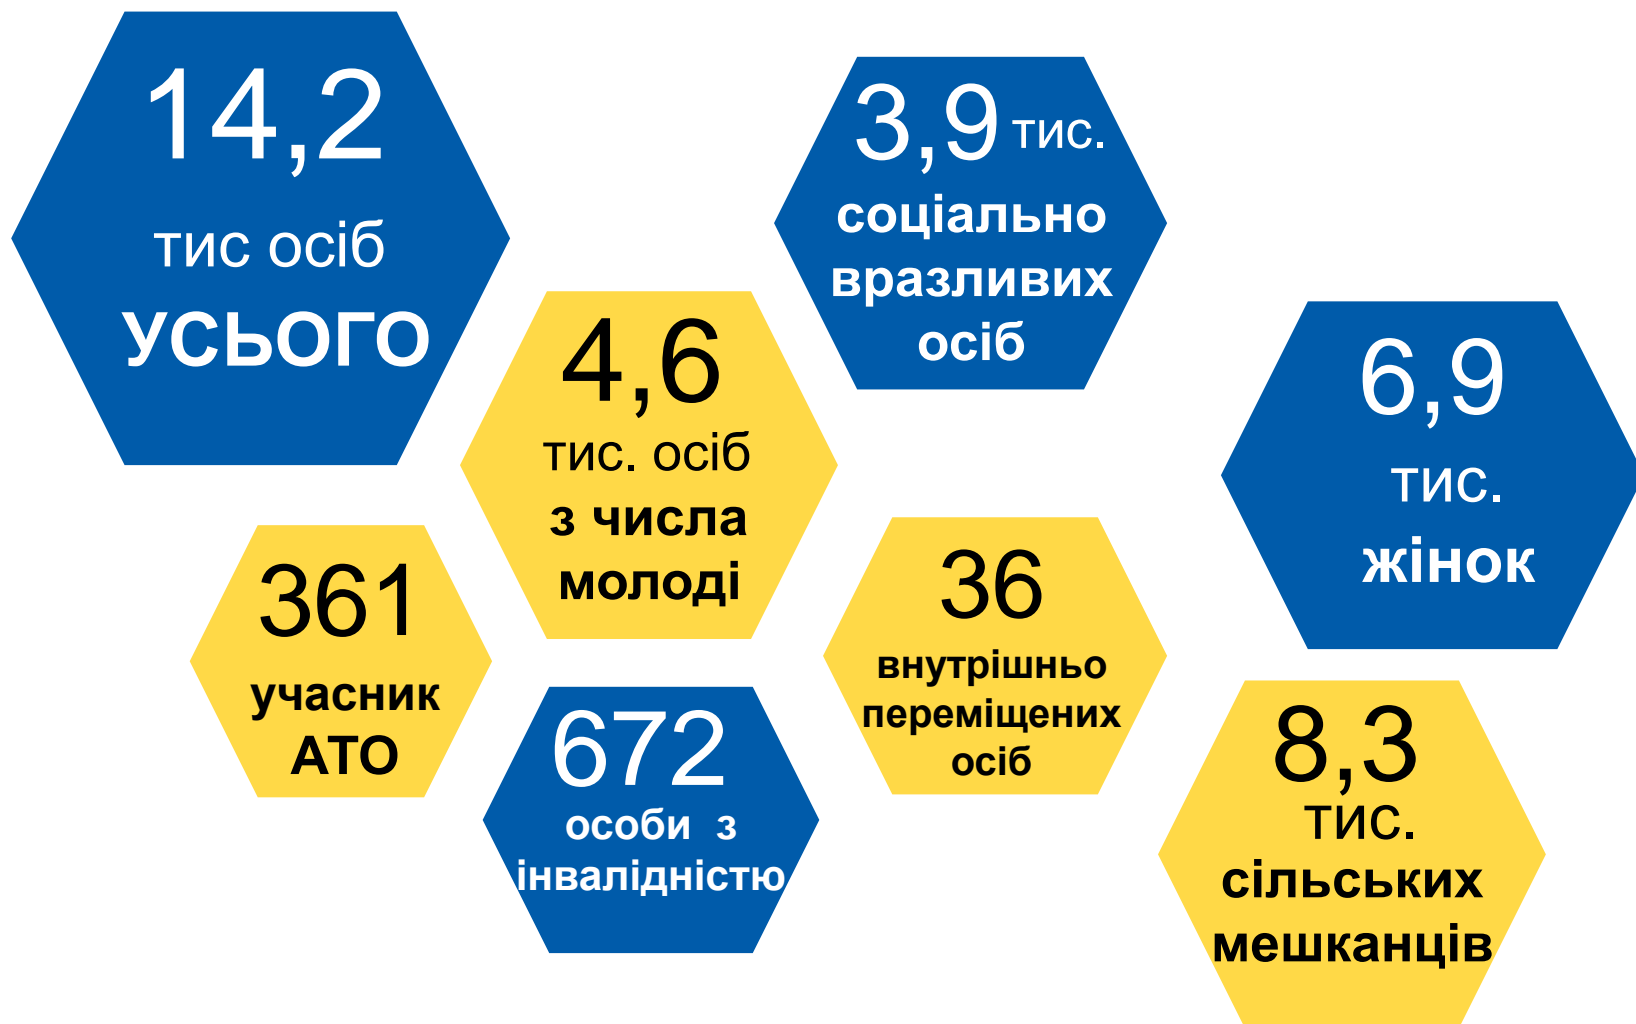 14,2
тис осіб
УСЬОГО
3,9 тис.
соціально
вразливих
осіб
4,6
тис. осіб
з числа
молоді
6,9
тис.
жінок
361
учасник
АТО
36
внутрішньо
переміщених
осіб
672
особи з
інвалідністю
8,3
тис.
сільських
мешканців